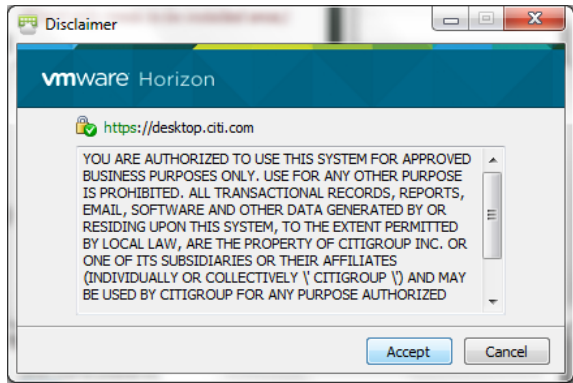 Disclaimer
vmware Horizon
https://desktop.citi.com
YOU ARE AUTHORIZED TO USE THIS SYSTEM FOR APPROVED
BUSINESS PURPOSES ONLY. USE FOR ANY OTHER PURPOSE
IS PROHIBITED. ALL TRANSACTIONAL RECORDS, REPORTS,
EMAIL, SOFTWARE AND OTHER DATA GENERATED BY OR
RESIDING UPON THIS SYSTEM, TO THE EXTENT PERMITTED
BY LOCAL LAW, ARE THE PROPERTY OF CITIGROUP INC. OR
ONE OF ITS SUBSIDIARIES OR THEIR AFFILIATES
(INDIVIDUALLY OR COLLECTIVELY \' CITIGROUP \') AND MAY
BE USED BY CITIGROUP FOR ANY PURPOSE AUTHORIZED
Accept Cancel